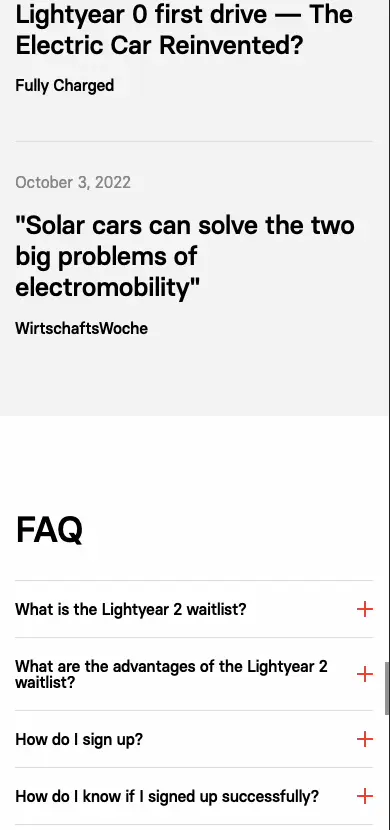 Lightyear 0 first drive — The
Electric Car Reinvented?
Fully Charged
October 3, 2022
"Solar cars can solve the two
big problems of
electromobility"
WirtschaftsWoche
FAQ
What is the Lightyear 2 waitlist?
What are the advantages of the Lightyear 2
waitlist?
How do I sign up?
How do I know if I signed up successfully?